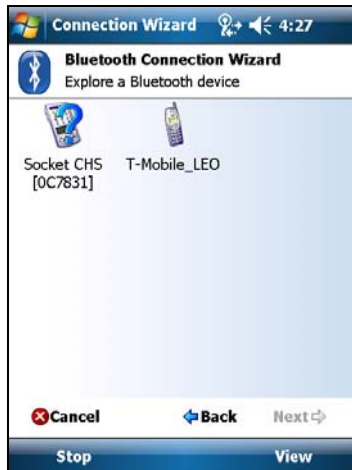 Connection Wizard 4:27
Bluetooth Connection Wizard
Explore a Bluetooth device
Socket CHS
[0C7831]
T-Mobile_LEO
Cancel Back Next
Stop View